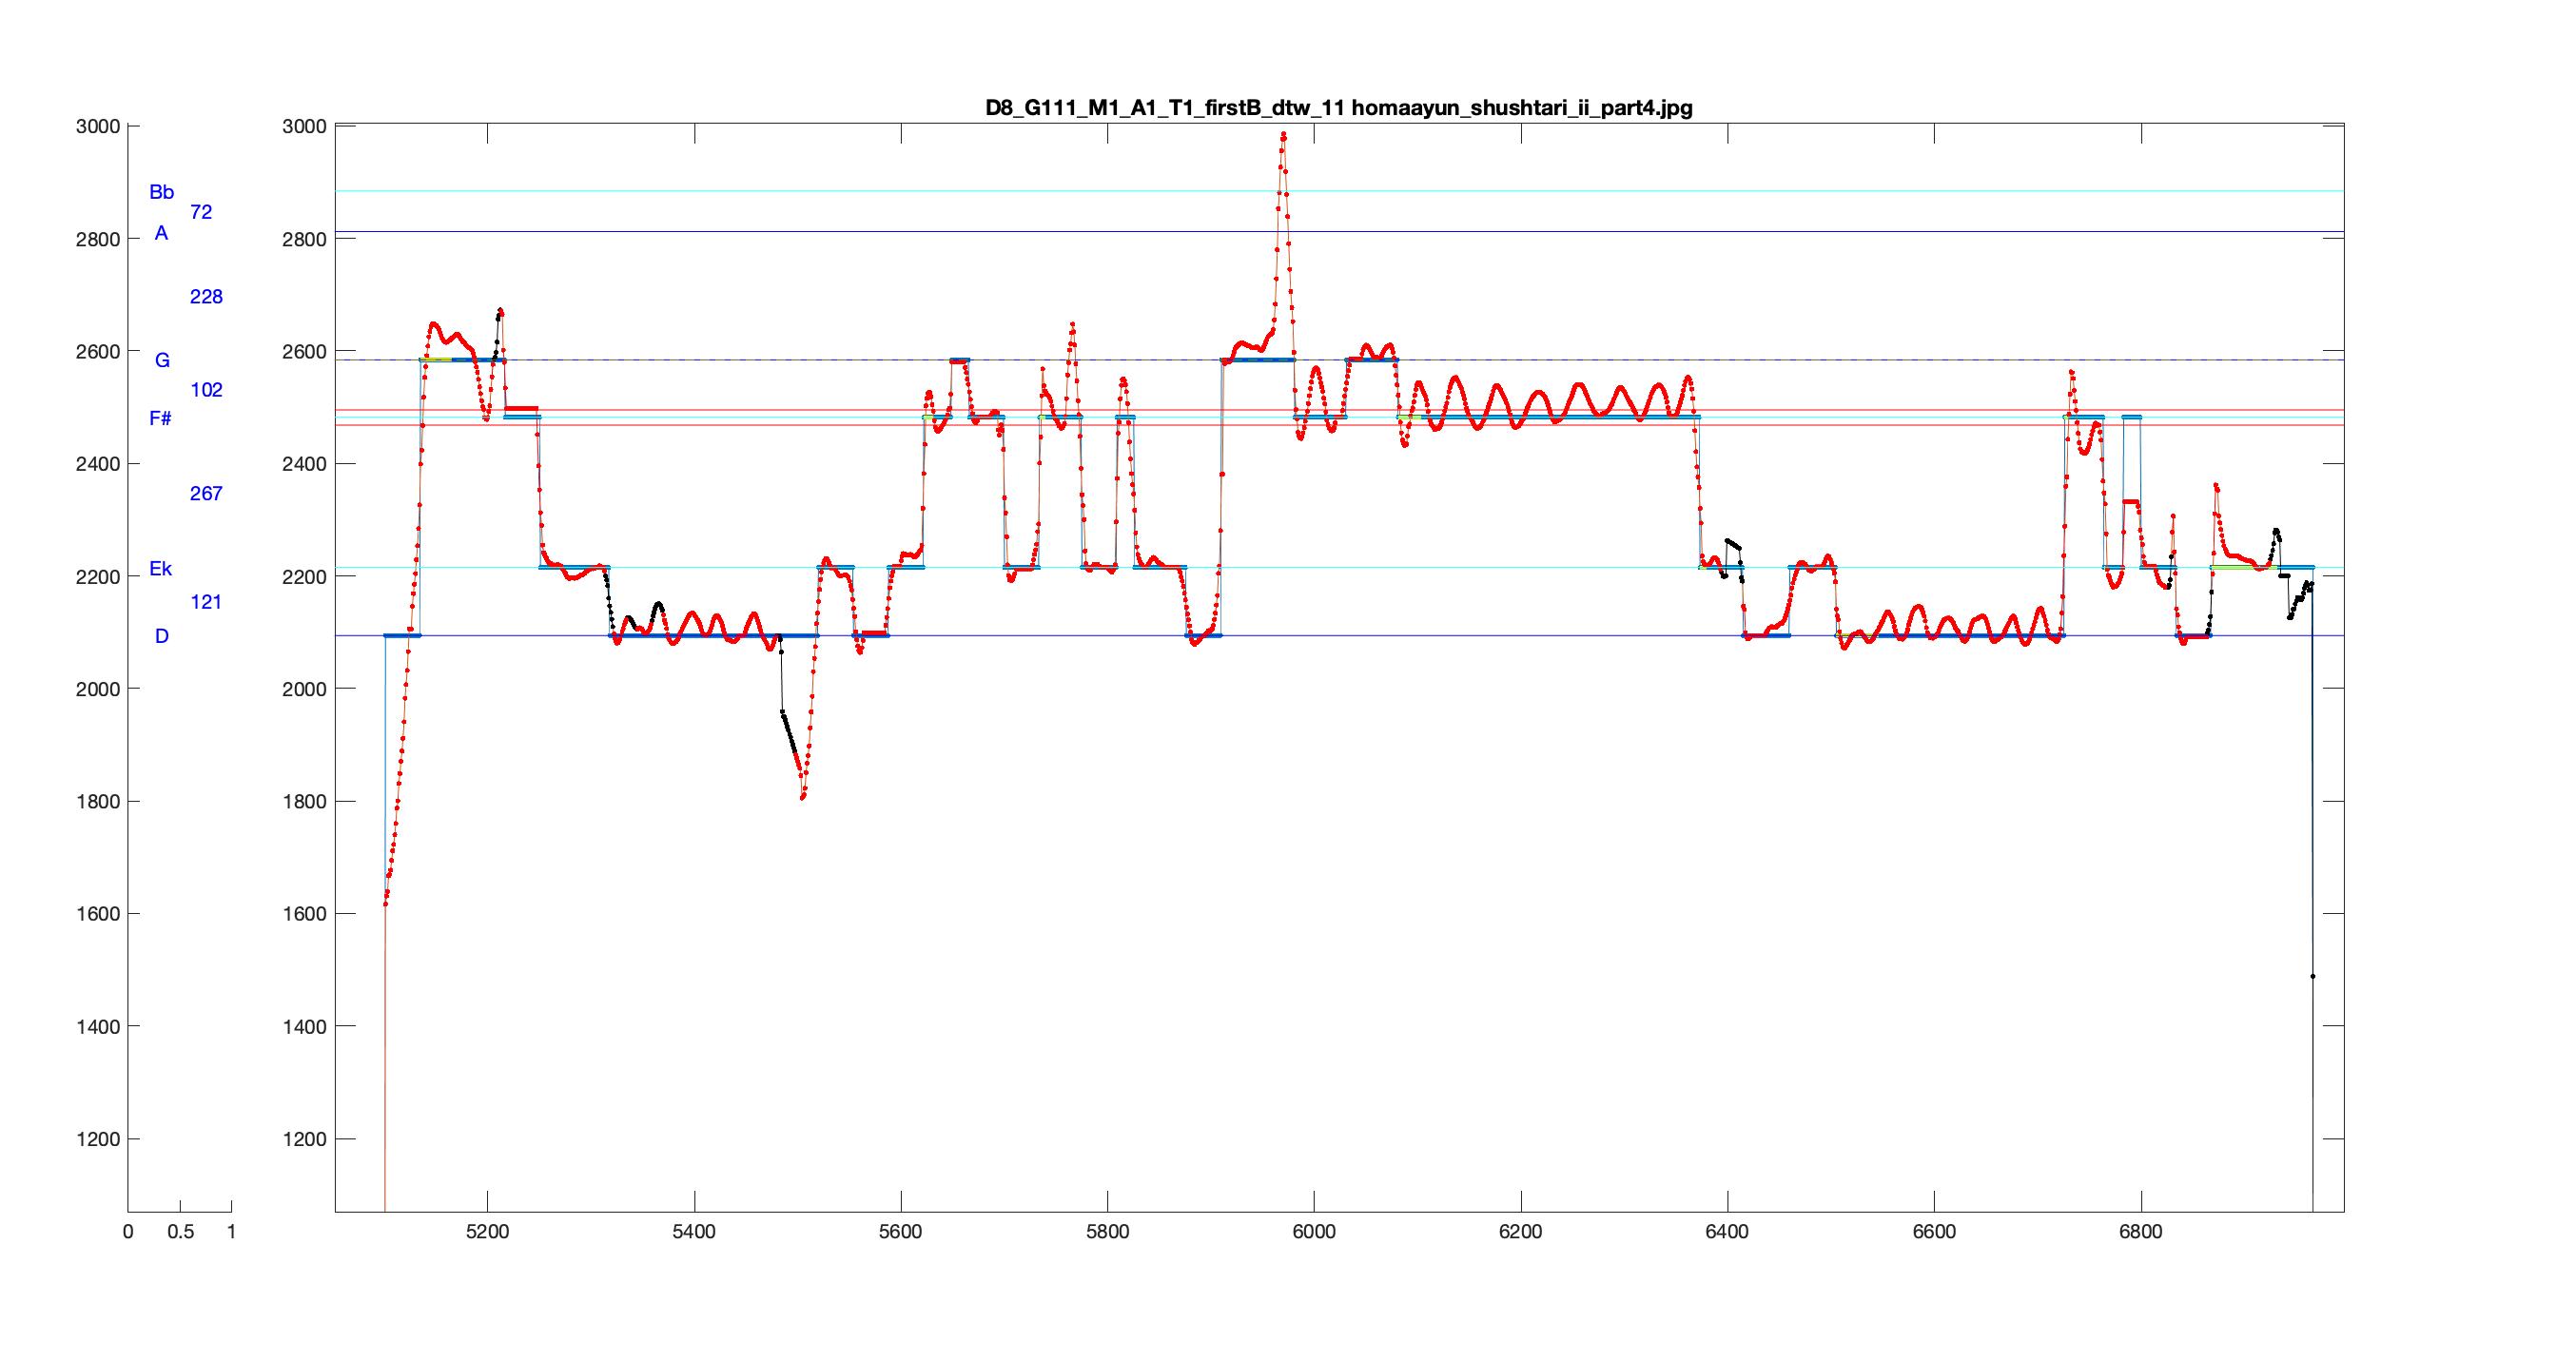 D8_G111_M1_A1_T1_firstB_dtw_11 homaayun_shushtari_ii_part4.jpg
3000 3000
Bb
72
A
2800 2800
228
2600 G 2600
102
F#
2400 2400
267
2200 Ek 2200
121
D
2000 2000
1800 1800
1600 1600
1400 1400
1200 1200
0 0.5 1 5200 5400 5600 5800 6000 6200 6400 6600 6800